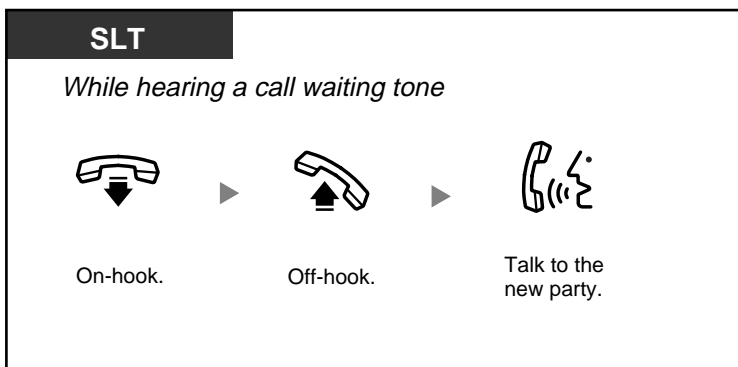 SLT
While hearing a call waiting tone
On-hook.
Off-hook.
Talk to the
new party.